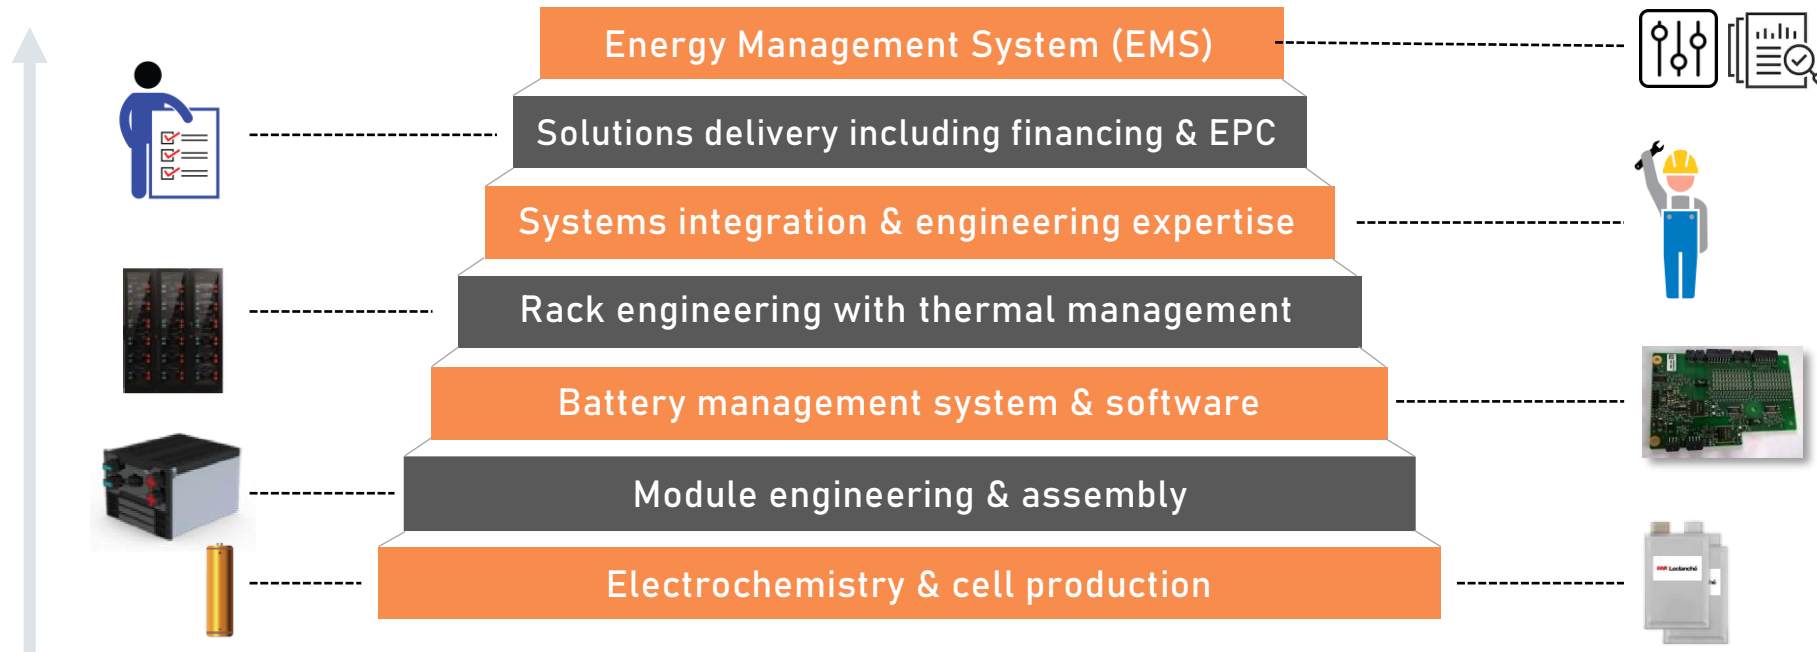 Energy Management System (EMS)
Solutions delivery including financing & EPC
Systems integration & engineering expertise
Rack engineering with thermal management
Battery management system & software
Module engineering & assembly
Electrochemistry & cell production
Leclanché